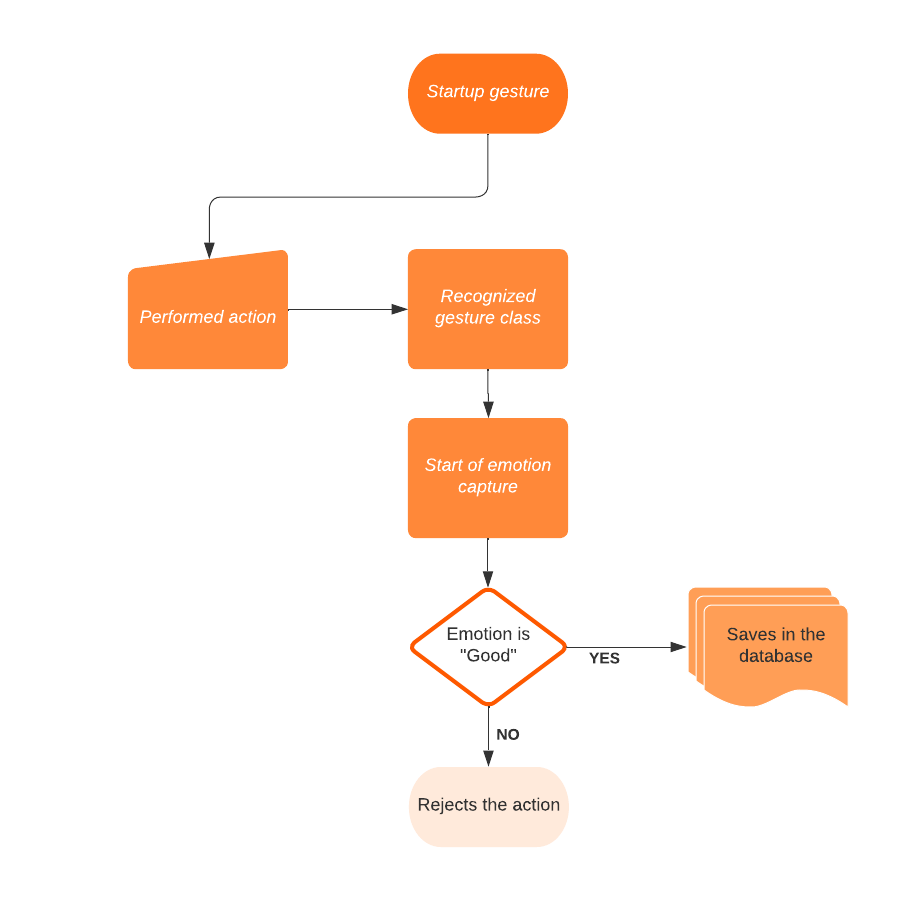 Startup gesture
Performed action
Recognized
gesture class
Start of emotion
capture
Emotion is
"Good"
YES
Saves in the
database
NO
Rejects the action